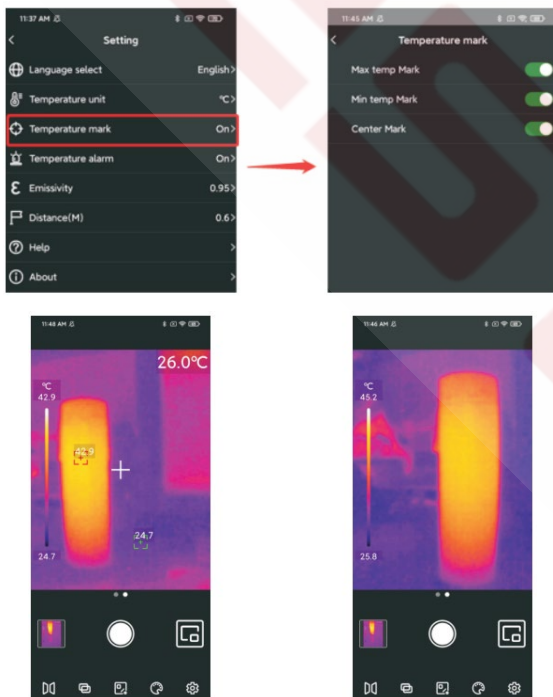 11:37 AM
Setting
Language select English
Temperature unit °C
Temperature mark On
Temperature alarm On
Emissivity 0.95
Distance(M) 0.6
Help
About
11:45 AM
Temperature mark
Max temp Mark
Min temp Mark
Center Mark
11:48 AM
26.0°C
°C
42.9
42.9
24.7
24.7
11:46 AM
°C
45.2
25.8